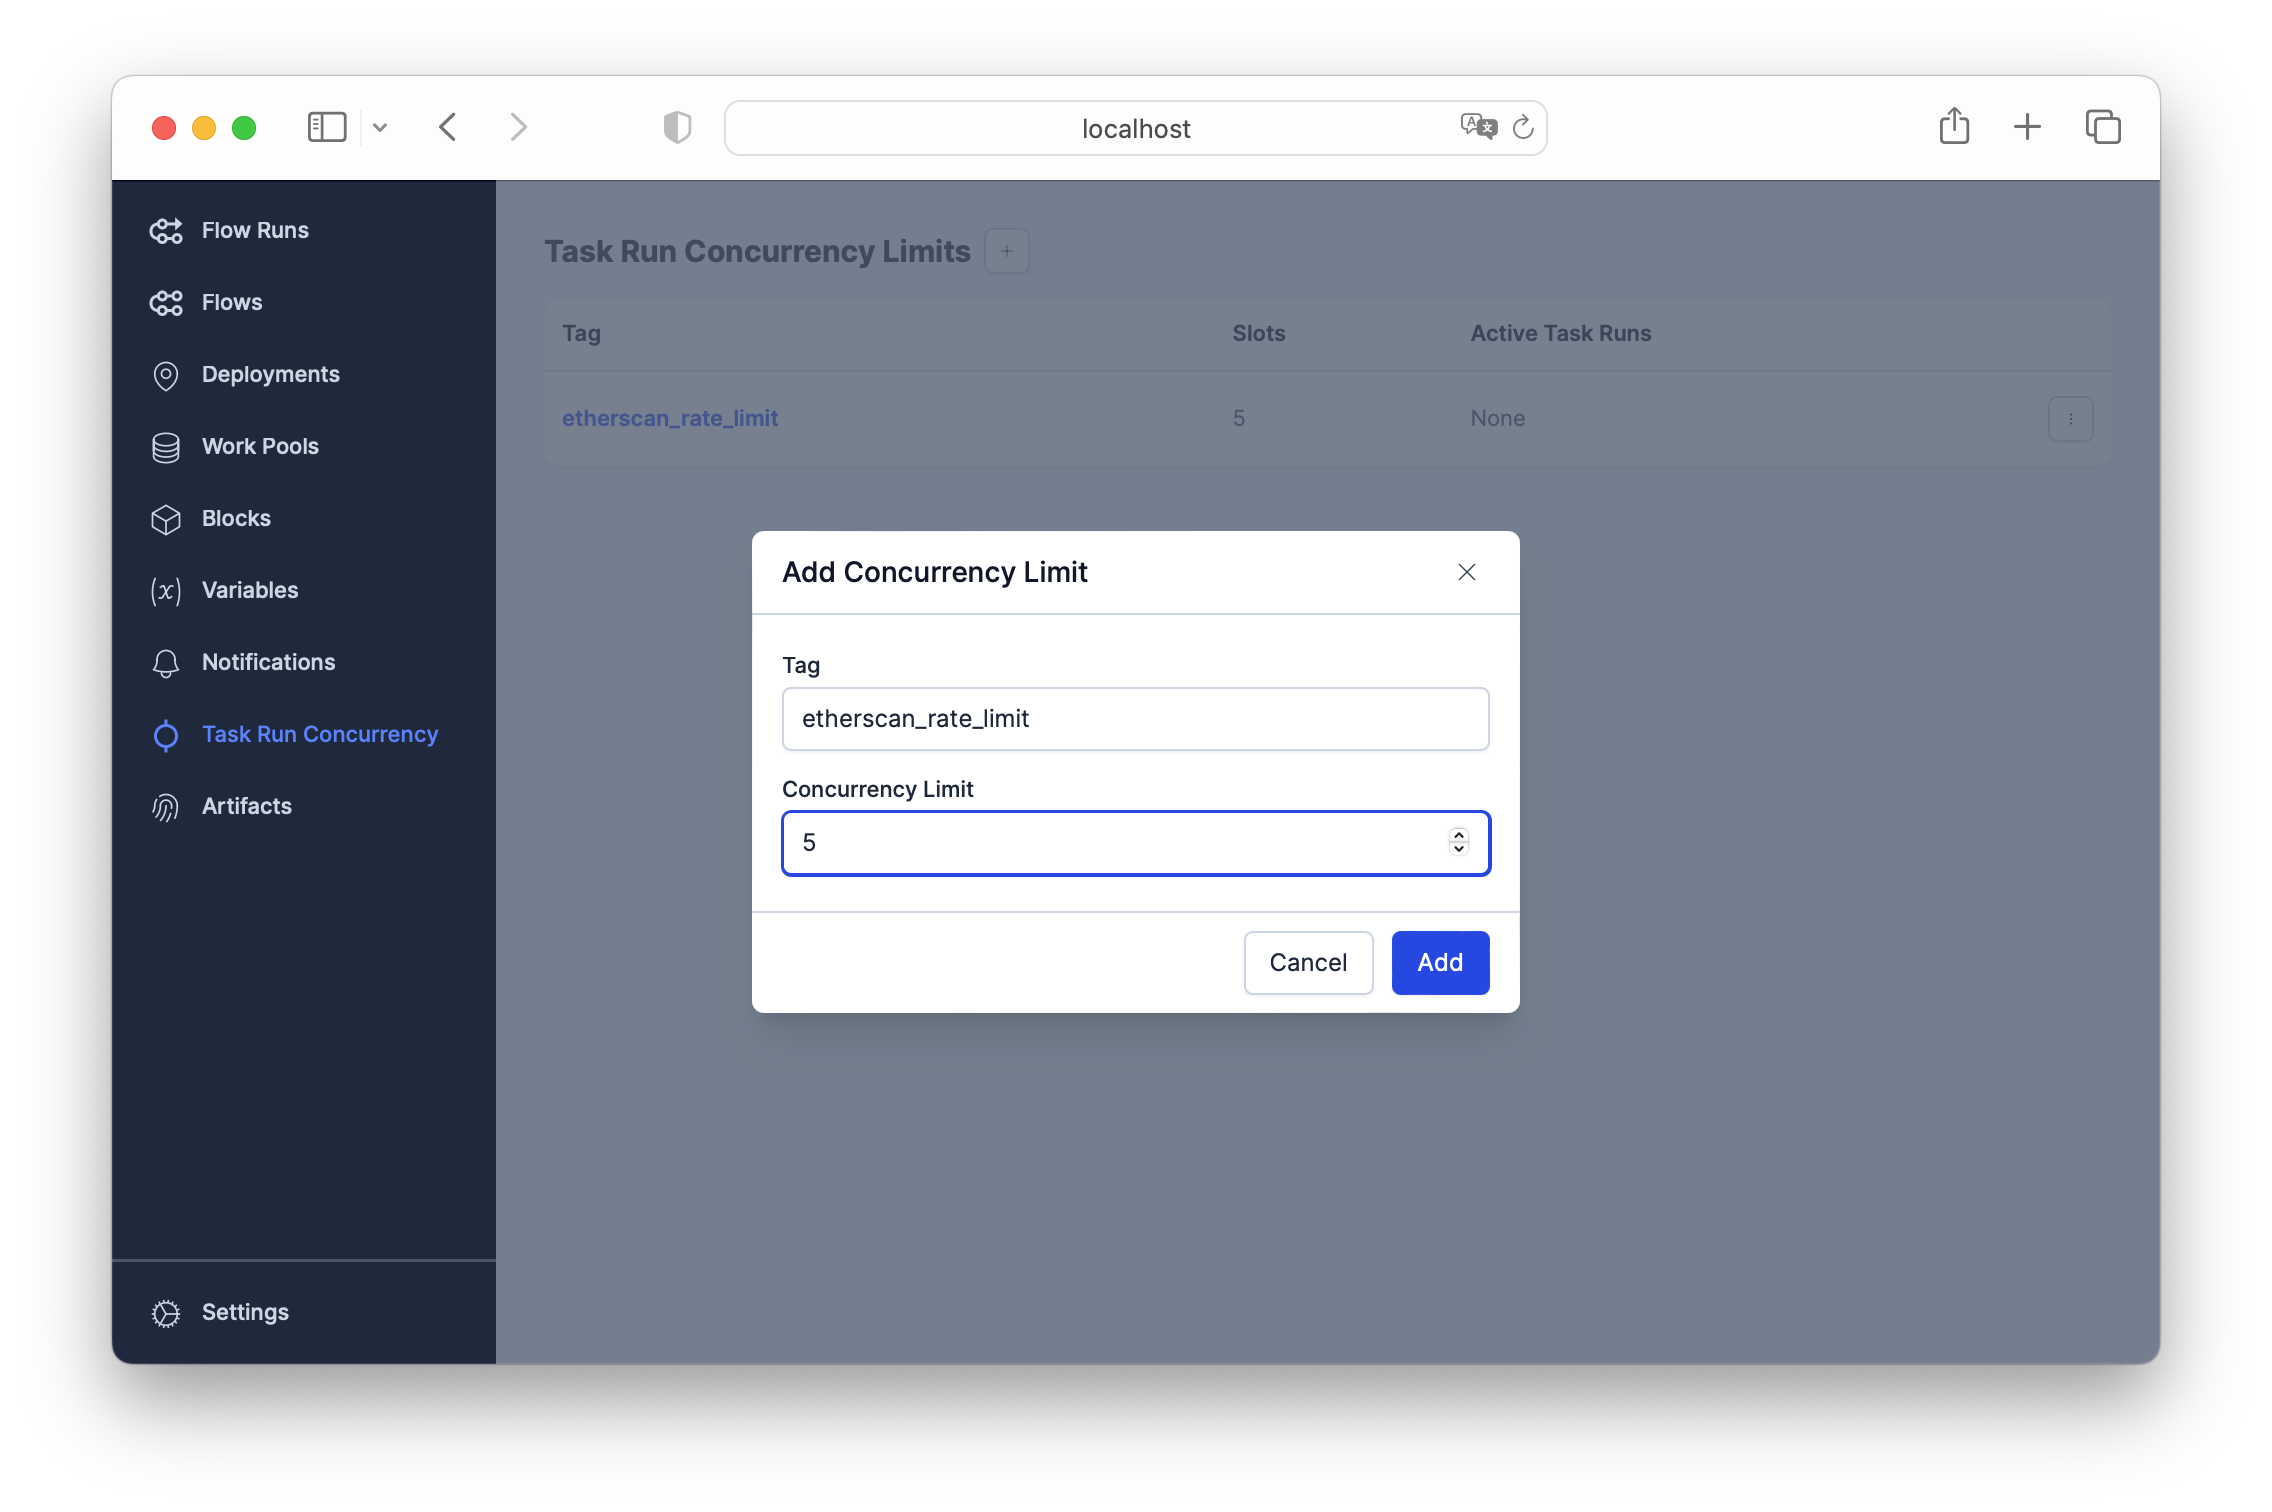 localhost
Flow Runs
Flows
Deployments
Work Pools
Blocks
Variables
Notifications
Task Run Concurrency
Artifacts
Settings
Task Run Concurrency Limits
Tag Slots Active Task Runs
etherscan_rate_limit 5 None
Add Concurrency Limit
Tag
etherscan_rate_limit
Concurrency Limit
5
Cancel Add